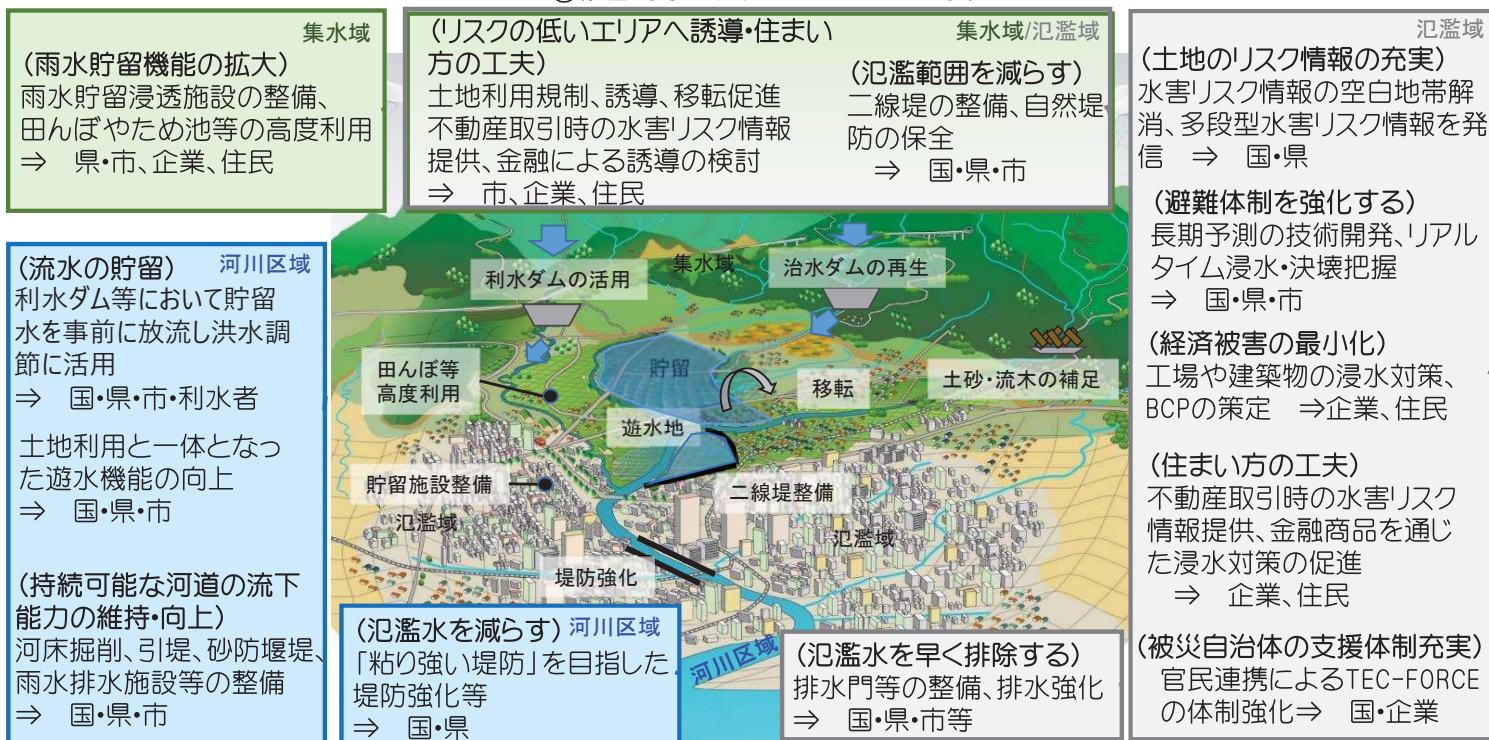 集水域
(雨水貯留機能の拡大)
雨水貯留浸透施設の整備、
田んぼやため池等の高度利用
⇒ 県・市、企業、住民
(リスクの低いエリアへ誘導・住まい
方の工夫)
土地利用規制、誘導、移転促進
不動産取引時の水害リスク情報
提供、金融による誘導の検討
⇒ 市、企業、住民
集水域/氾濫域
(氾濫範囲を減らす)
二線堤の整備、自然堤
防の保全
⇒ 国・県・市
氾濫域
(土地のリスク情報の充実)
水害リスク情報の空白地帯解
消、多段型水害リスク情報を発
信 ⇒ 国・県
(避難体制を強化する)
長期予測の技術開発、リアル
タイム浸水・決壊把握
⇒ 国・県・市
(経済被害の最小化)
工場や建築物の浸水対策、
BCPの策定 ⇒企業、住民
(住まい方の工夫)
不動産取引時の水害リスク
情報提供、金融商品を通じ
た浸水対策の促進
⇒ 企業、住民
(被災自治体の支援体制充実)
官民連携によるTEC-FORCE
の体制強化⇒ 国・企業
(流水の貯留) 河川区域
利水ダム等において貯留
水を事前に放流し洪水調
節に活用
⇒ 国・県・市・利水者
土地利用と一体となっ
た遊水機能の向上
⇒ 国・県・市
(持続可能な河道の流下
能力の維持・向上)
河床掘削、引堤、砂防堰堤、
雨水排水施設等の整備
⇒ 国・県・市
利水ダムの活用
集水域
治水ダムの再生
田んぼ等
高度利用
貯留
移転
土砂・流木の補足
遊水地
貯留施設整備
二線堤整備
氾濫域
氾濫域
堤防強化
河川区域
(氾濫水を減らす) 河川区域
「粘り強い堤防」を目指した
堤防強化等
⇒ 国・県
(氾濫水を早く排除する)
排水門等の整備、排水強化
⇒ 国・県・市等